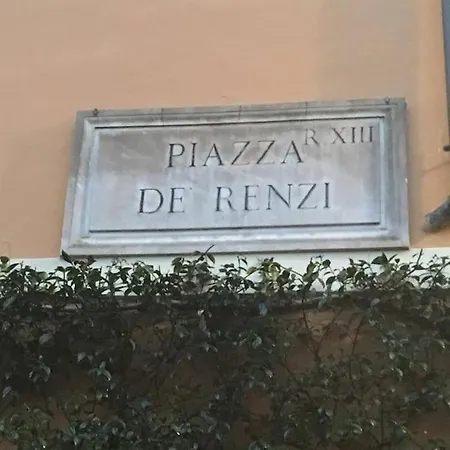 PIAZZA R XIII
DE' RENZI